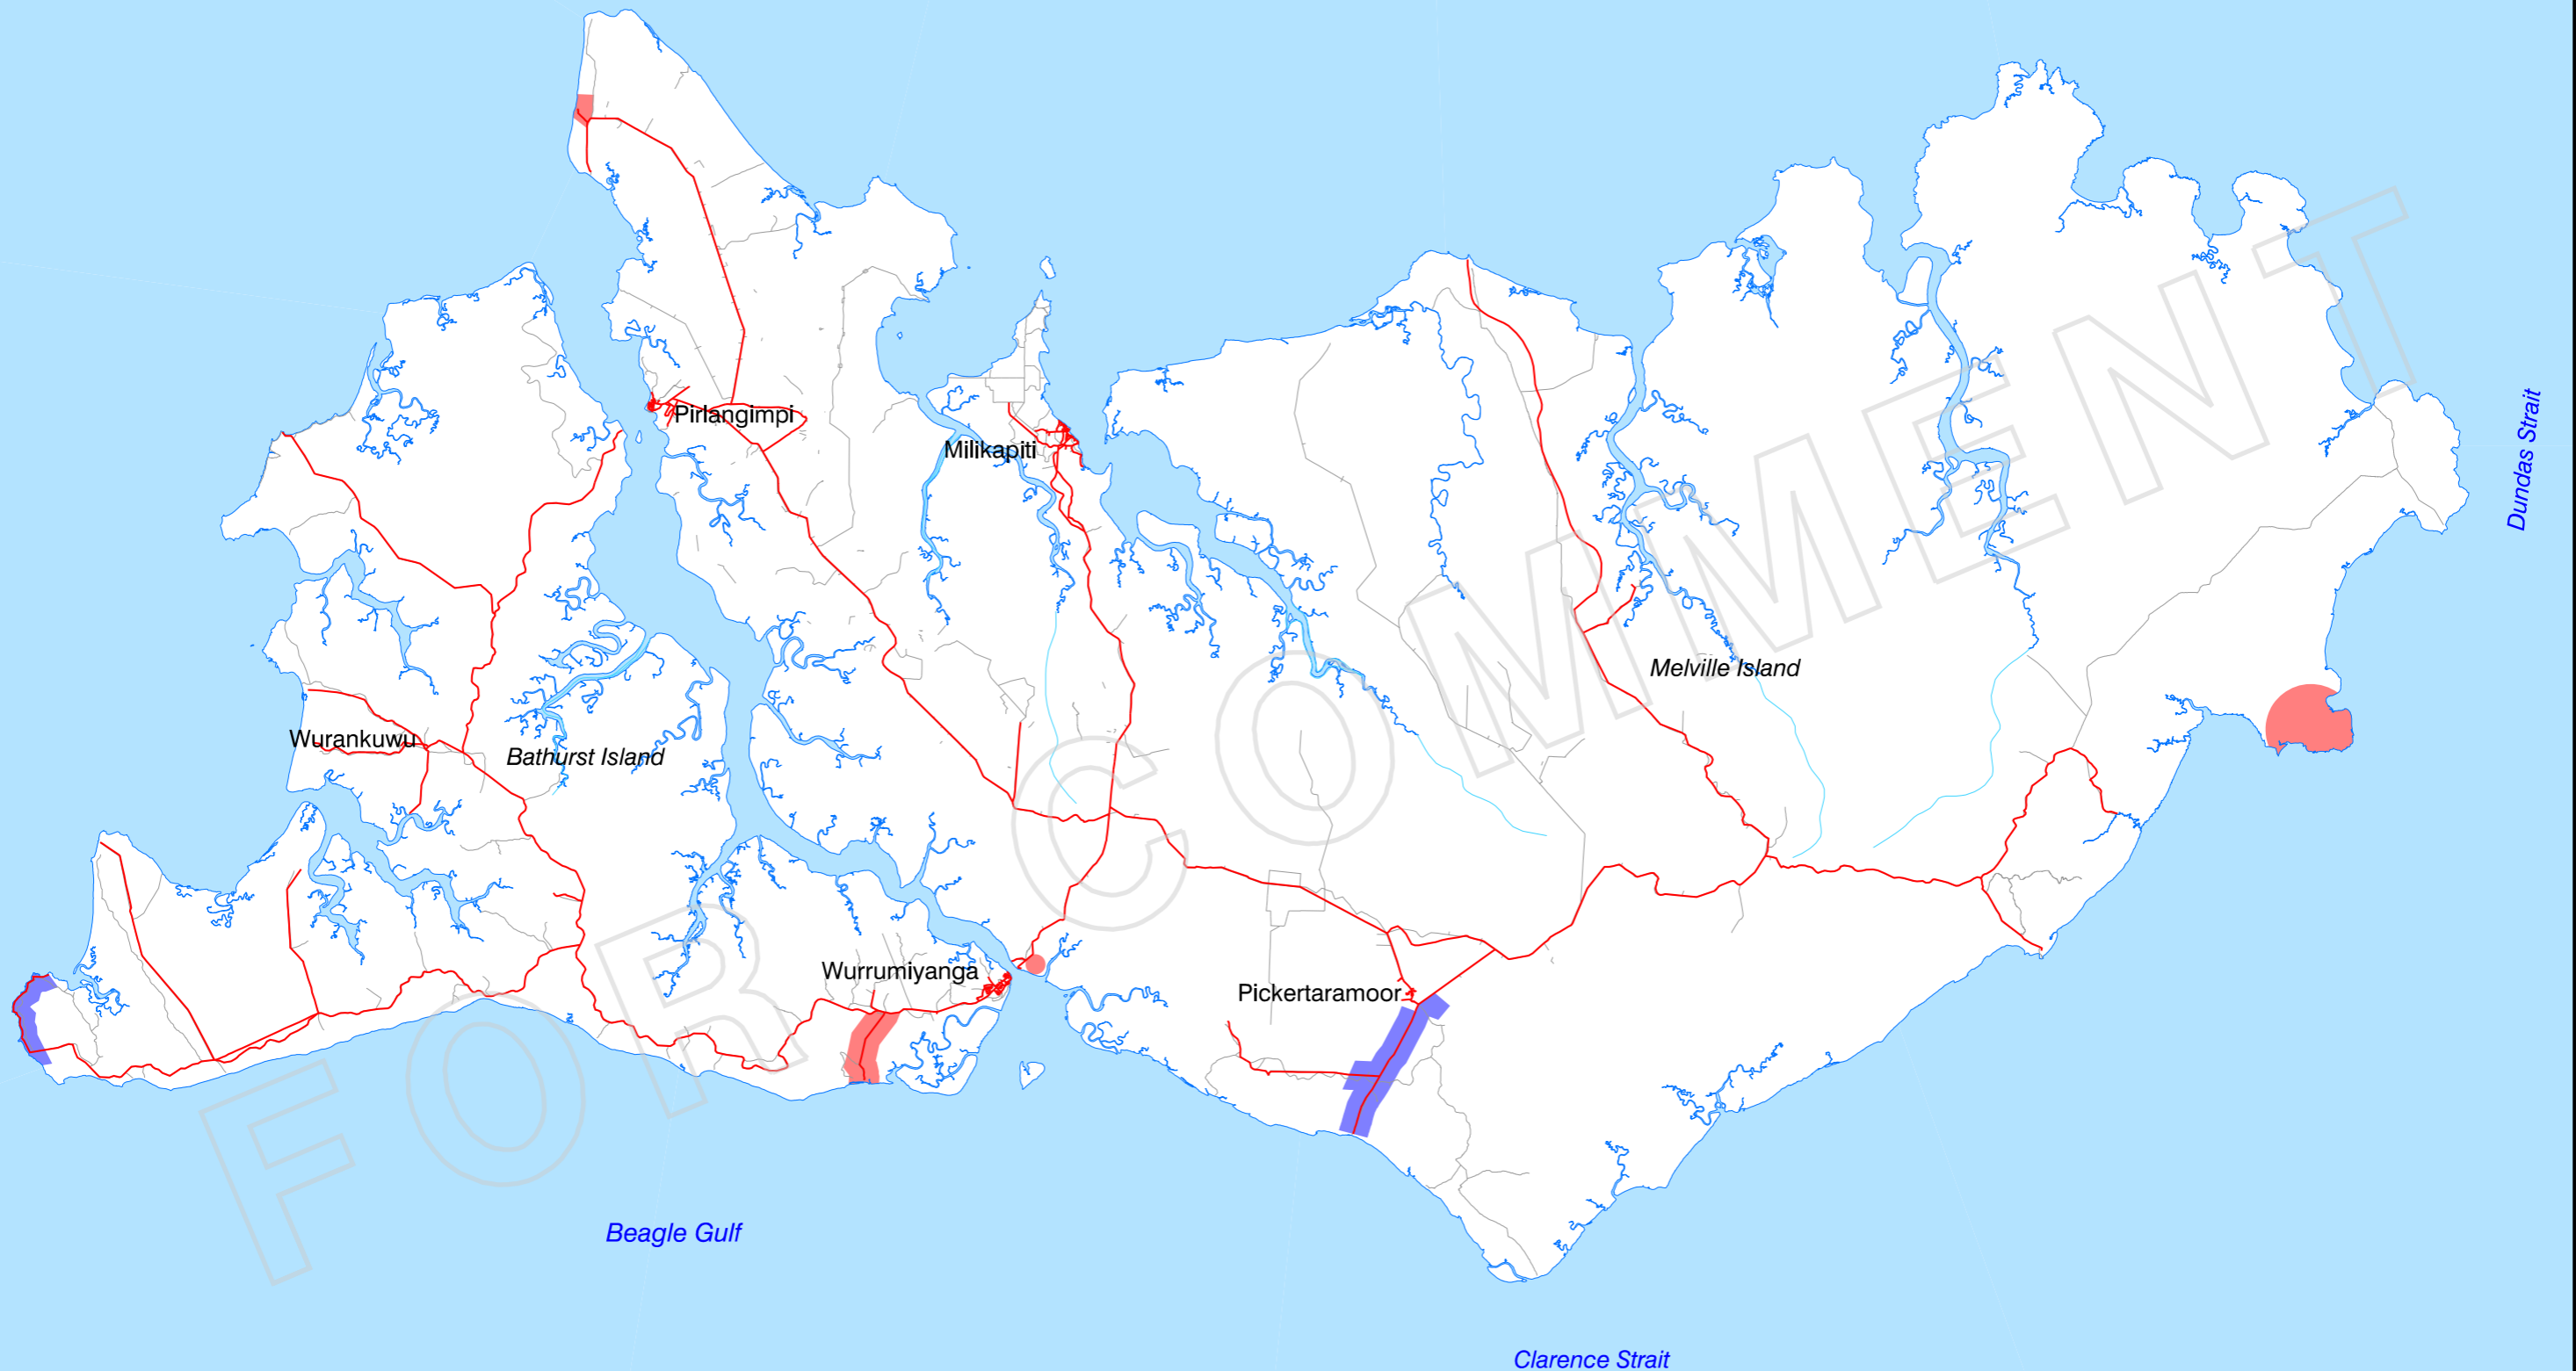 Pirlangimpi
Milikapiti
Dundas Strait
Melville Island
Wurankuwu
Bathurst Island
Wurrumiyanga
Pickertaramoor
FOR COMMENT
Beagle Gulf
Clarence Strait